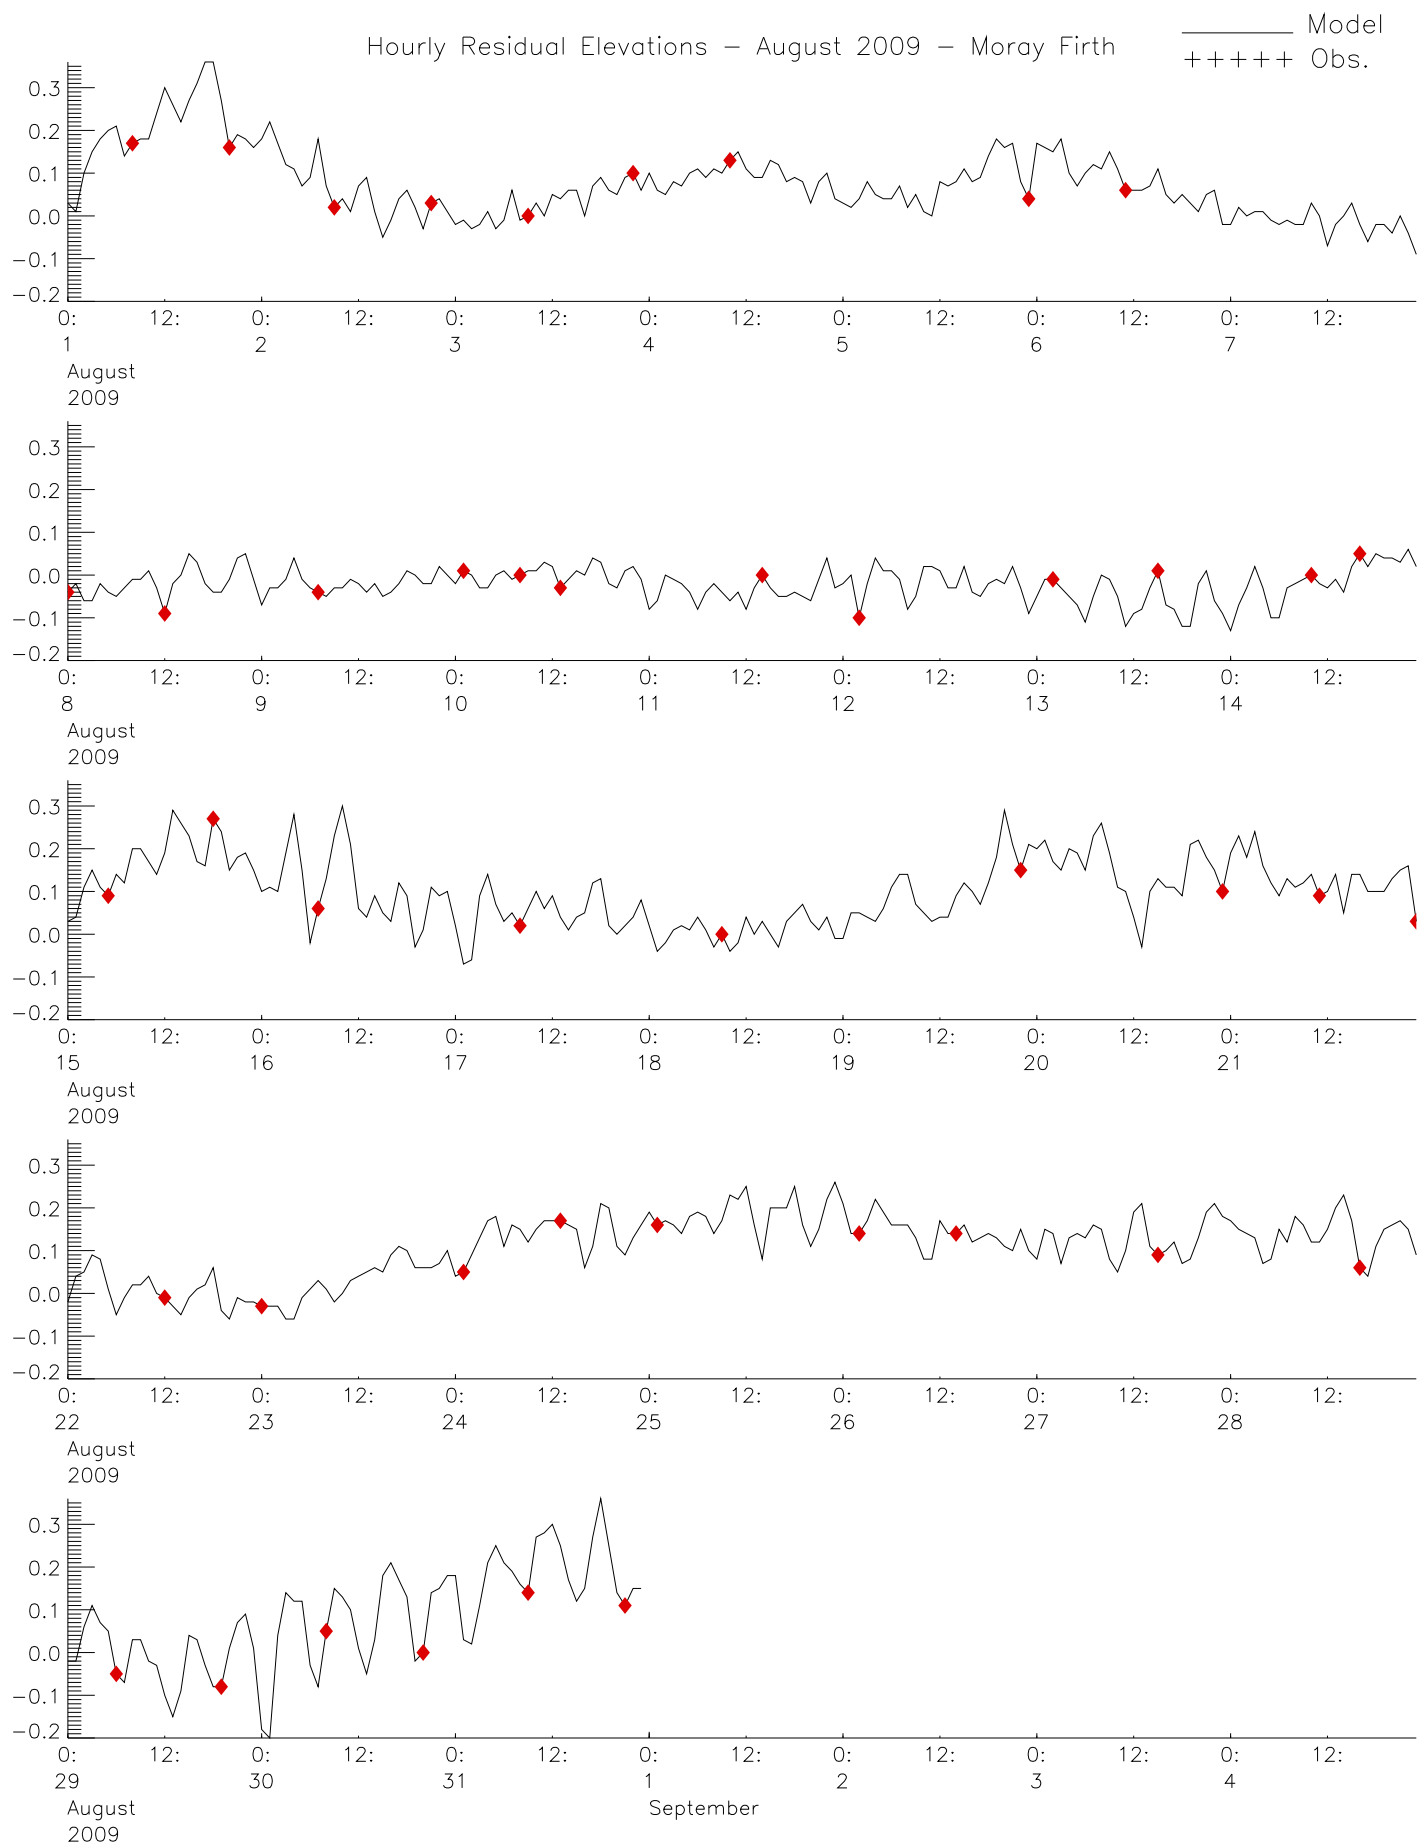 Model
Hourly Residual Elevations − August 2009 − Moray Firth
+++++ Obs.
0.3
0.2
0.1
0.0
−0.1
−0.2
0: 12: 0: 12: 0: 12: 0: 12: 0: 12: 0: 12: 0: 12:
1 2 3 4 5 6 7
August
2009
0.3
0.2
0.1
0.0
−0.1
−0.2
0: 12: 0: 12: 0: 12: 0: 12: 0: 12: 0: 12: 0: 12:
8 9 10 11 12 13 14
August
2009
0.3
0.2
0.1
0.0
−0.1
−0.2
0: 12: 0: 12: 0: 12: 0: 12: 0: 12: 0: 12: 0: 12:
15 16 17 18 19 20 21
August
2009
0.3
0.2
0.1
0.0
−0.1
−0.2
0: 12: 0: 12: 0: 12: 0: 12: 0: 12: 0: 12: 0: 12:
22 23 24 25 26 27 28
August
2009
0.3
0.2
0.1
0.0
−0.1
−0.2
0: 12: 0: 12: 0: 12: 0: 12: 0: 12: 0: 12: 0: 12:
29 30 31 1 2 3 4
August September
2009